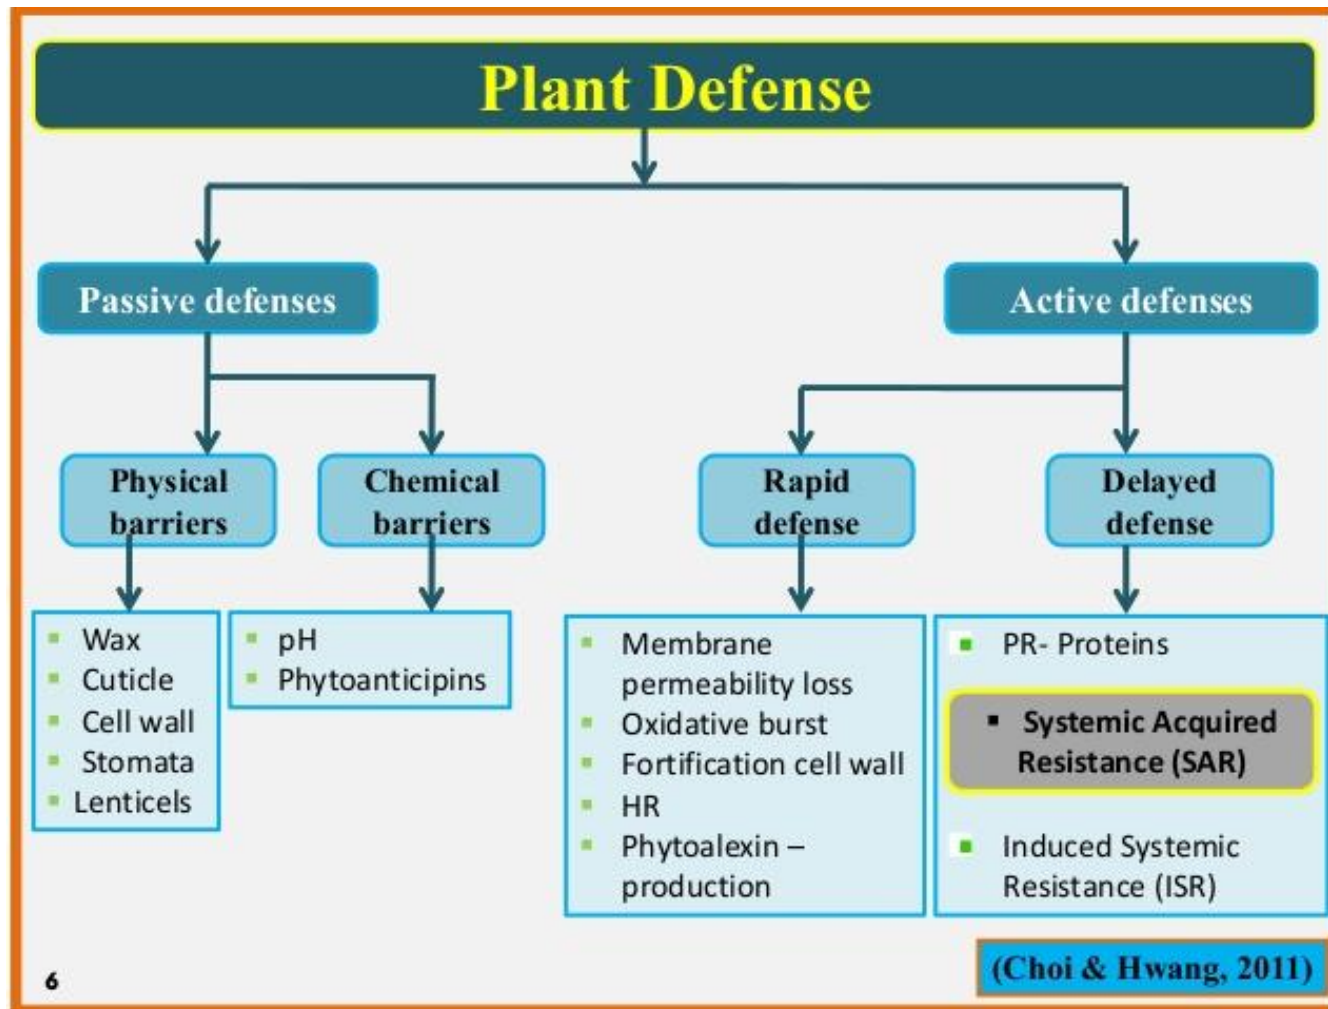 Plant Defense
Passive defenses
Active defenses
Physical
barriers
Chemical
barriers
Rapid
defense
Delayed
defense
▪ Wax
▪ Cuticle
▪ Cell wall
▪ Stomata
▪ Lenticels
▪ pH
▪ Phytoanticipins
▪ Membrane
permeability loss
▪ Oxidative burst
▪ Fortification cell wall
▪ HR
▪ Phytoalexin –
production
▪ PR- Proteins
▪ Systemic Acquired
Resistance (SAR)
▪ Induced Systemic
Resistance (ISR)
(Choi & Hwang, 2011)
6